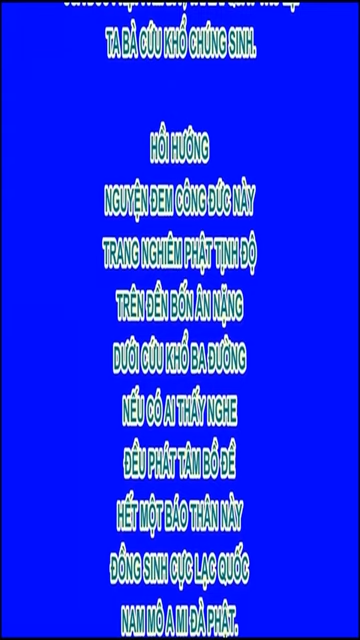 TA BÀ CỨU KHỔ CHÚNG SINH.
HỒI HƯỚNG
NGUYỆN ĐEM CÔNG ĐỨC NÀY
TRANG NGHIÊM PHẬT TỊNH ĐỘ
TRÊN ĐỀN BỐN ÂN NẶNG
DƯỚI CỨU KHỔ BA ĐƯỜNG
NẾU CÓ AI THẤY NGHE
ĐỀU PHÁT TÂM BỒ ĐỀ
HẾT MỘT BÁO THÂN NÀY
ĐỒNG SINH CỰC LẠC QUỐC
NAM MÔ A MI ĐÀ PHẬT.